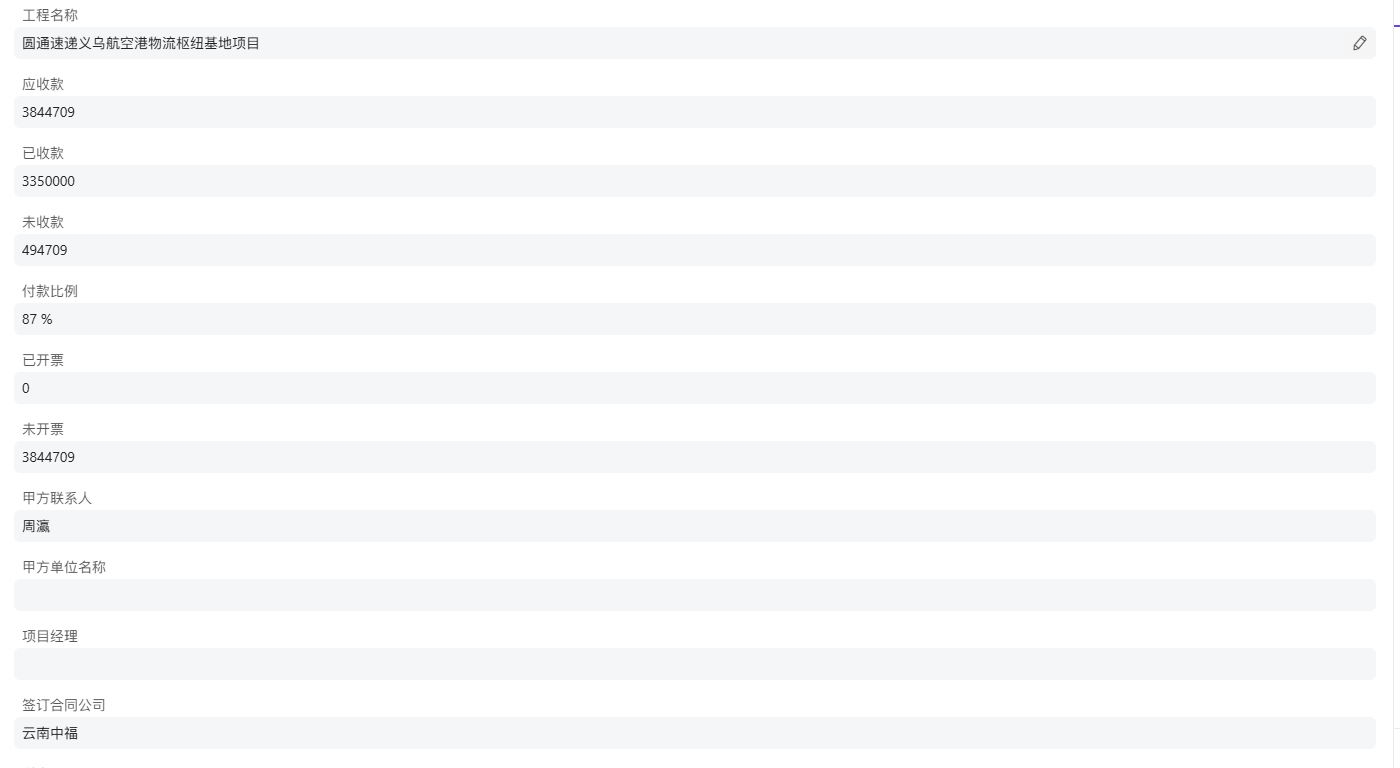 工程名称
圆通速递义乌航空港物流枢纽基地项目
应收款
3844709
已收款
3350000
未收款
494709
付款比例
87 %
已开票
0
未开票
3844709
甲方联系人
周瀛
甲方单位名称
项目经理
签订合同公司
云南中福